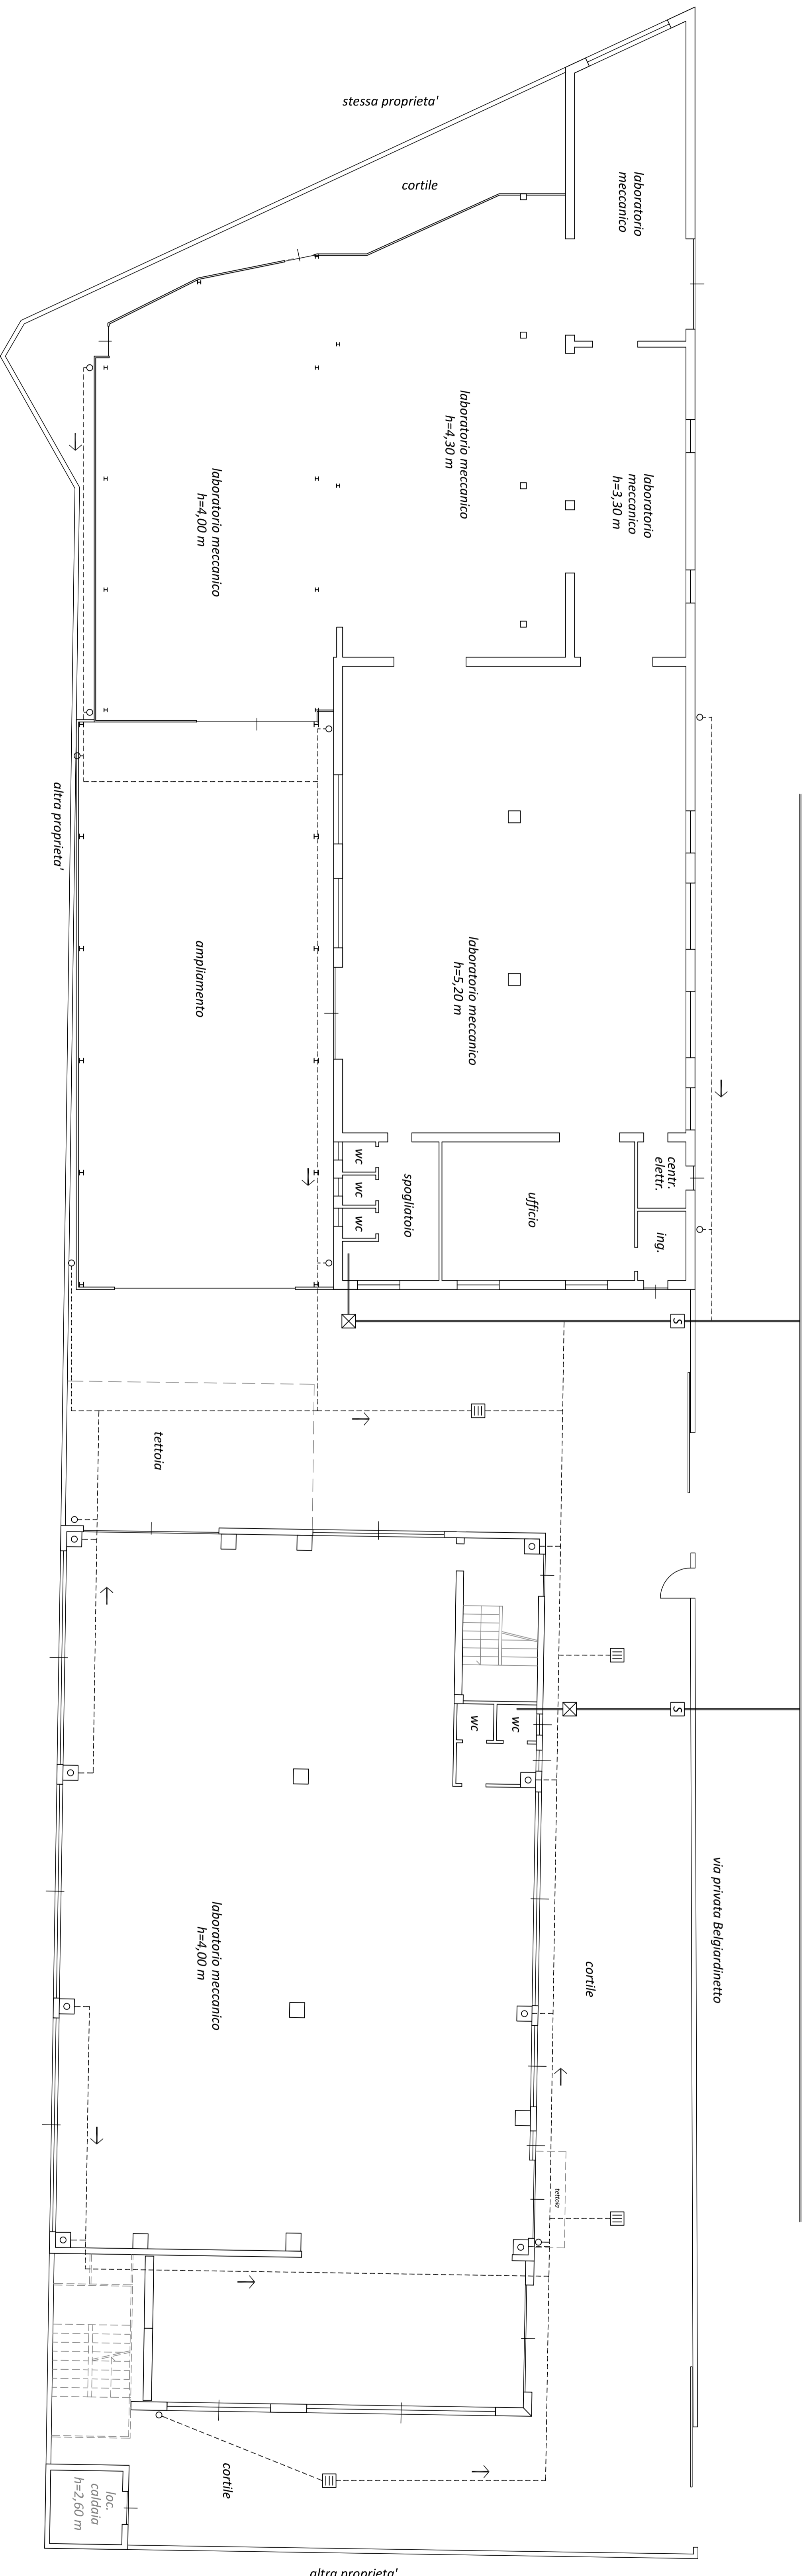 stessa proprieta'
cortile
laboratorio
meccanico
laboratorio meccanico
h=4,30 m
laboratorio
meccanico
h=3,30 m
laboratorio meccanico
h=4,00 m
altra proprieta'
ampliamento
laboratorio meccanico
h=5,20 m
wc
wc
wc
spogliatoio
ufficio
centr.
elettr.
ing.
S
tettoia
wc
wc
S
via privata Belgiardinetto
laboratorio meccanico
h=4,00 m
cortile
tettoia
cortile
loc.
caldaia
h=2,60 m
altra proprieta'